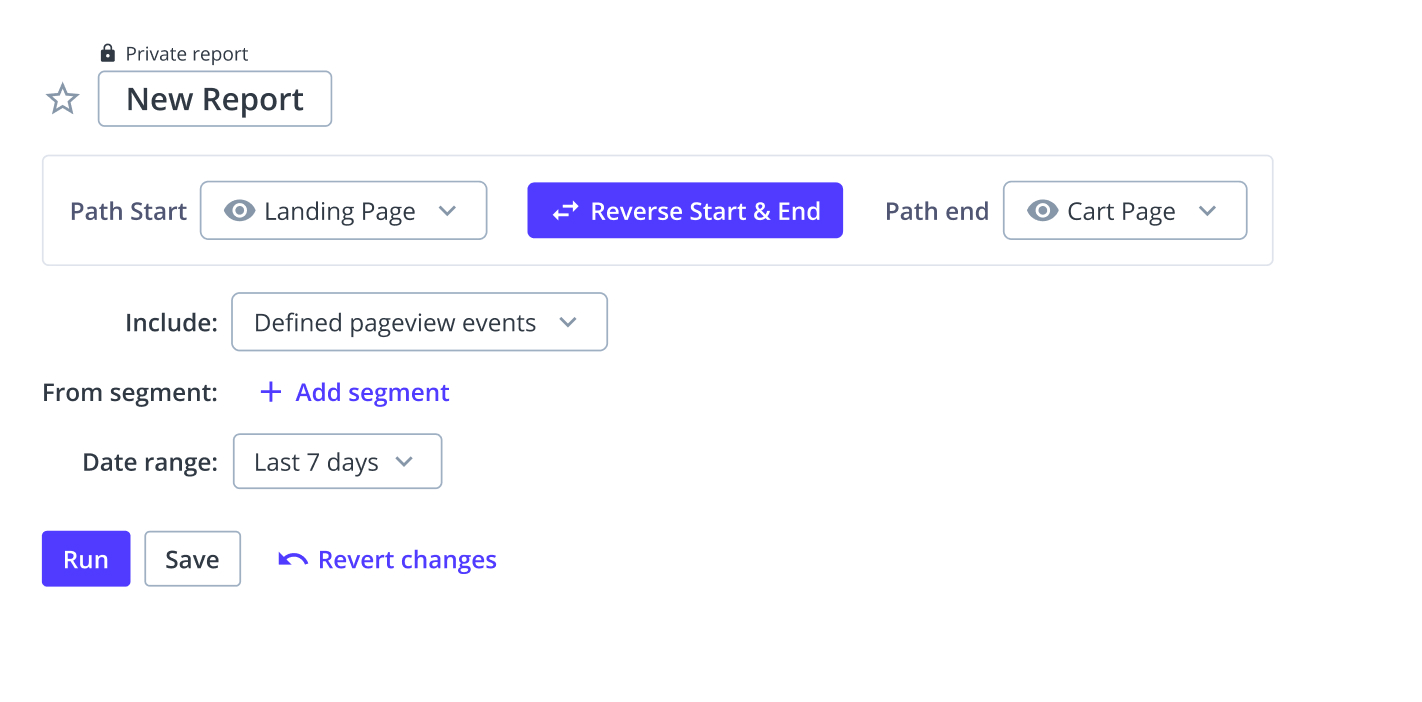 Private report
New Report
Path Start Landing Page Reverse Start & End Path end Cart Page
Include: Defined pageview events
From segment: + Add segment
Date range: Last 7 days
Run Save Revert changes